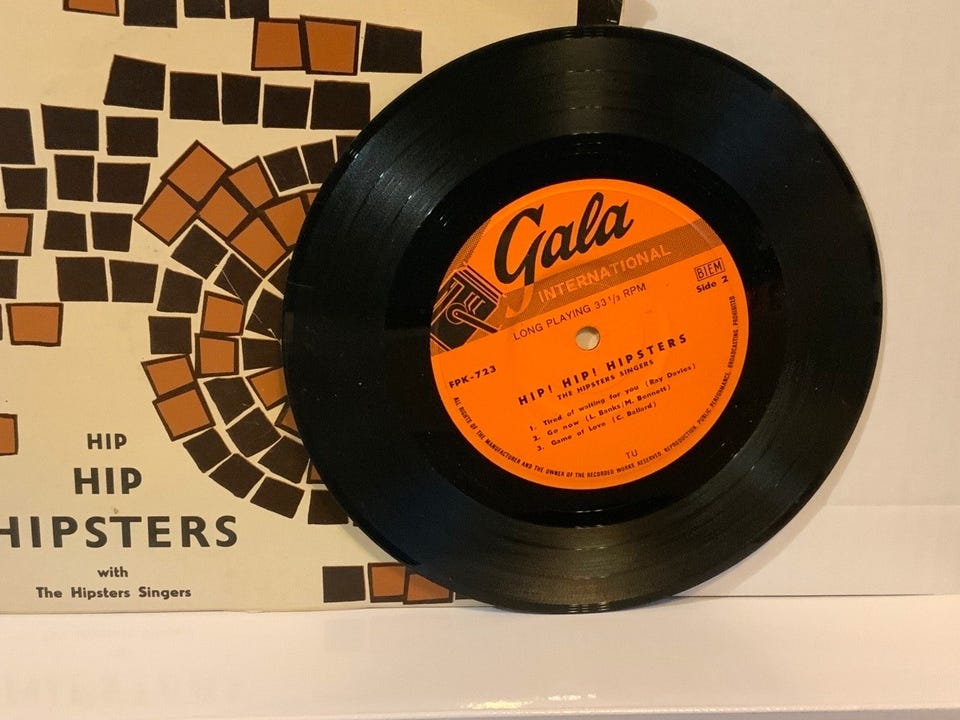 HIP
HIP
HIPSTERS
with
The Hipsters Singers
Gala
INTERNATIONAL
LONG PLAYING 33 1/3 RPM
BIEM
Side 2
FPK-723
HIP! HIP! HIPSTERS
THE HIPSTERS SINGERS
1. Tired of waiting for you (Ray Davies)
2. Go now (L. Banks/M. Bennett)
3. Game of Love (C. Ballard)
TU
ALL RIGHTS OF THE MANUFACTURER AND THE OWNER OF THE RECORDED WORKS RESERVED. REPRODUCTION, PUBLIC PERFORMANCE, BROADCASTING PROHIBITED